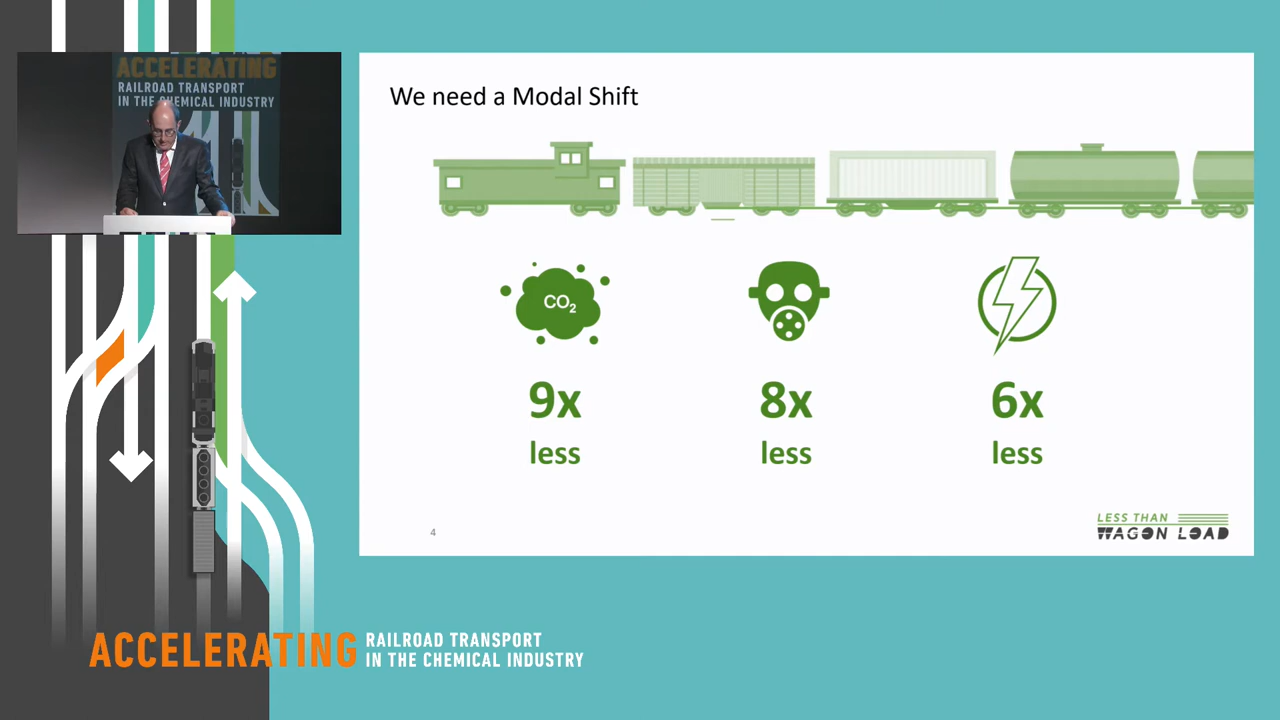 ACCELERATING
RAILROAD TRANSPORT
IN THE CHEMICAL INDUSTRY
We need a Modal Shift
CO₂
9x
less
8x
less
6x
less
4
LESS THAN
WAGON LOAD
ACCELERATING
RAILROAD TRANSPORT
IN THE CHEMICAL INDUSTRY